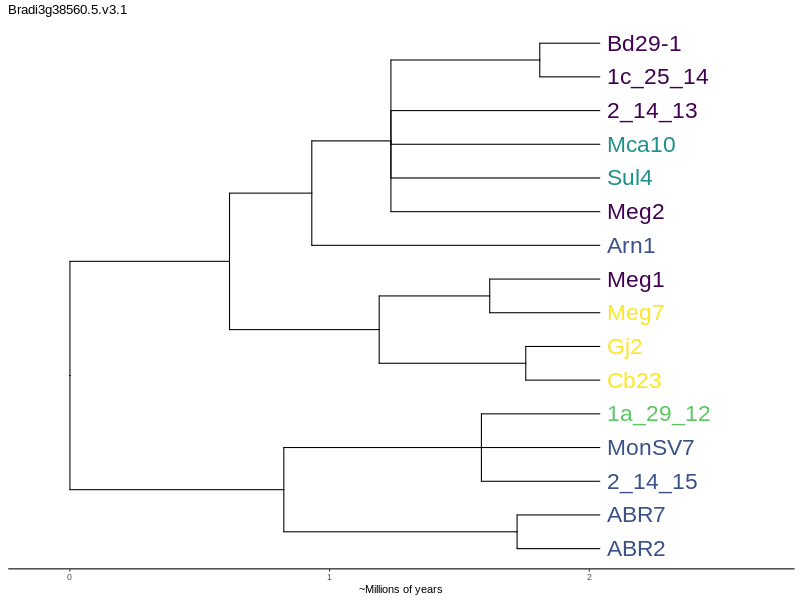 Bradi3g38560.5.v3.1
Bd29-1
1c_25_14
2_14_13
Mca10
Sul4
Meg2
Arn1
Meg1
Meg7
Gj2
Cb23
1a_29_12
MonSV7
2_14_15
ABR7
ABR2
0 1 2
~Millions of years